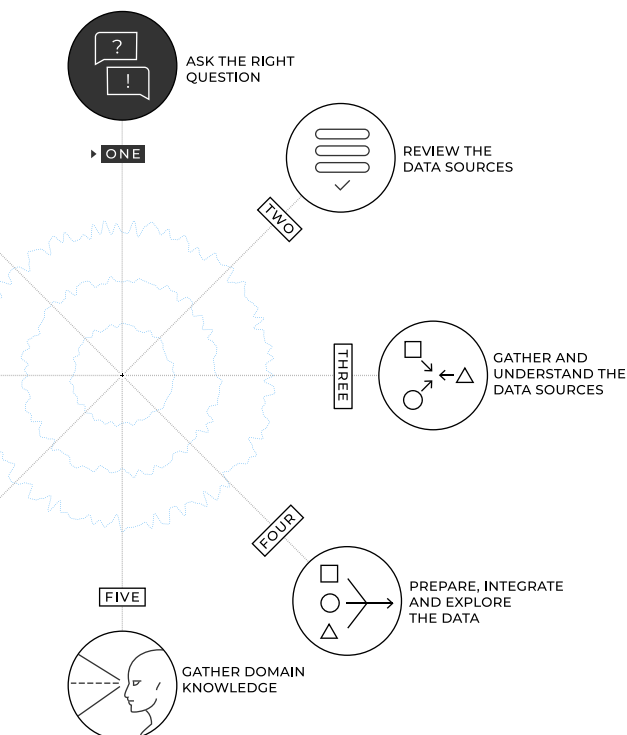 ?
!
ASK THE RIGHT
QUESTION
ONE
REVIEW THE
DATA SOURCES
TWO
THREE
GATHER AND
UNDERSTAND THE
DATA SOURCES
FOUR
PREPARE, INTEGRATE
AND EXPLORE
THE DATA
FIVE
GATHER DOMAIN
KNOWLEDGE